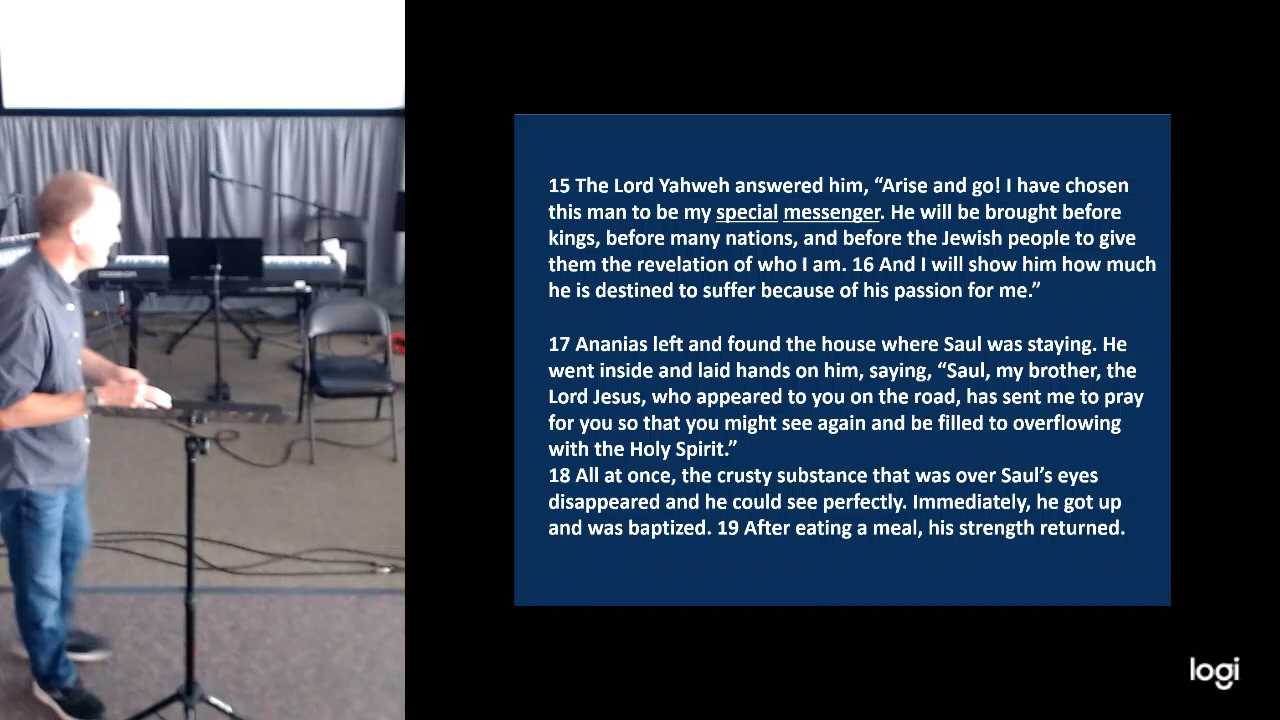 15 The Lord Yahweh answered him, “Arise and go! I have chosen
this man to be my special messenger. He will be brought before
kings, before many nations, and before the Jewish people to give
them the revelation of who I am. 16 And I will show him how much
he is destined to suffer because of his passion for me.”
17 Ananias left and found the house where Saul was staying. He
went inside and laid hands on him, saying, “Saul, my brother, the
Lord Jesus, who appeared to you on the road, has sent me to pray
for you so that you might see again and be filled to overflowing
with the Holy Spirit.”
18 All at once, the crusty substance that was over Saul’s eyes
disappeared and he could see perfectly. Immediately, he got up
and was baptized. 19 After eating a meal, his strength returned.
logi